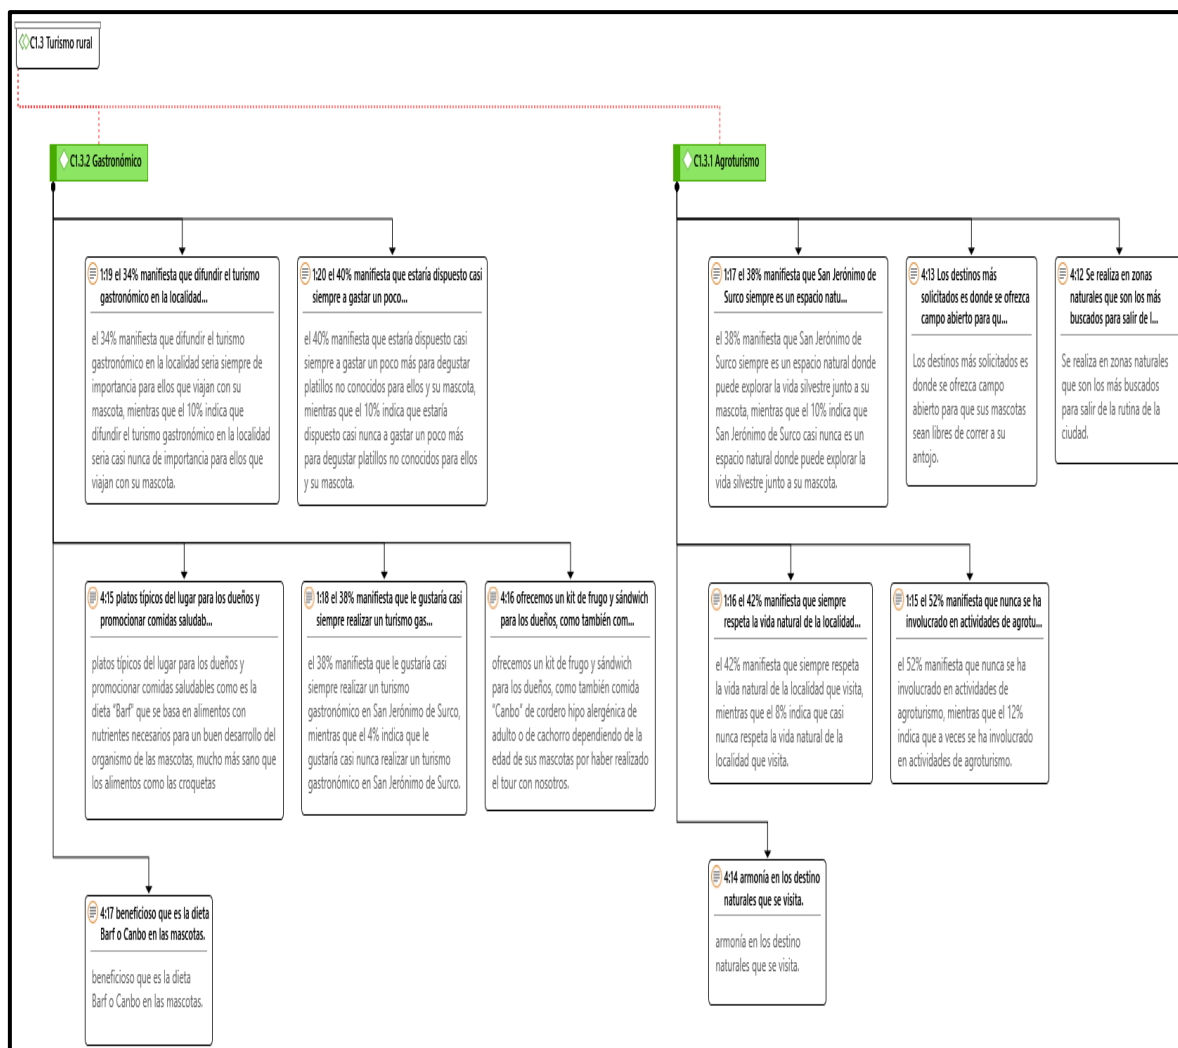 C1.3 Turismo rural
C1.3.2 Gastronómico
C1.3.1 Agroturismo
1:19 el 34% manifiesta que difundir el turismo
gastronómico en la localidad...
el 34% manifiesta que difundir el turismo
gastronómico en la localidad seria siempre de
importancia para ellos que viajan con su
mascota, mientras que el 10% indica que
difundir el turismo gastronómico en la localidad
seria casi nunca de importancia para ellos que
viajan con su mascota.
1:20 el 40% manifiesta que estaría dispuesto casi
siempre a gastar un poco...
el 40% manifiesta que estaría dispuesto casi
siempre a gastar un poco más para degustar
platillos no conocidos para ellos y su mascota,
mientras que el 10% indica que estaría
dispuesto casi nunca a gastar un poco más
para degustar platillos no conocidos para ellos
y su mascota.
1:17 el 38% manifiesta que San Jerónimo de
Surco siempre es un espacio natu...
el 38% manifiesta que San Jerónimo de
Surco siempre es un espacio natural donde
puede explorar la vida silvestre junto a su
mascota, mientras que el 10% indica que
San Jerónimo de Surco casi nunca es un
espacio natural donde puede explorar la
vida silvestre junto a su mascota.
4:13 Los destinos más
solicitados es donde se ofrezca
campo abierto para qu...
Los destinos más solicitados es
donde se ofrezca campo
abierto para que sus mascotas
sean libres de correr a su
antojo.
4:12 Se realiza en zonas
naturales que son los más
buscados para salir de l...
Se realiza en zonas naturales
que son los más buscados
para salir de la rutina de la
ciudad.
4:15 platos típicos del lugar para los dueños y
promocionar comidas saludab...
platos típicos del lugar para los dueños y
promocionar comidas saludables como es la
dieta “Barf” que se basa en alimentos con
nutrientes necesarios para un buen desarrollo del
organismo de las mascotas, mucho más sano que
los alimentos como las croquetas
1:18 el 38% manifiesta que le gustaría casi
siempre realizar un turismo gas...
el 38% manifiesta que le gustaría casi
siempre realizar un turismo
gastronómico en San Jerónimo de Surco,
mientras que el 4% indica que le
gustaría casi nunca realizar un turismo
gastronómico en San Jerónimo de Surco.
4:16 ofrecemos un kit de frugo y sándwich
para los dueños, como también com...
ofrecemos un kit de frugo y sándwich
para los dueños, como también comida
“Canbo” de cordero hipo alergénica de
adulto o de cachorro dependiendo de la
edad de sus mascotas por haber realizado
el tour con nosotros.
1:16 el 42% manifiesta que siempre
respeta la vida natural de la localidad...
el 42% manifiesta que siempre respeta
la vida natural de la localidad que visita,
mientras que el 8% indica que casi
nunca respeta la vida natural de la
localidad que visita.
1:15 el 52% manifiesta que nunca se ha
involucrado en actividades de agrotu...
el 52% manifiesta que nunca se ha
involucrado en actividades de
agroturismo, mientras que el 12%
indica que a veces se ha involucrado
en actividades de agroturismo.
4:17 beneficioso que es la dieta
Barf o Canbo en las mascotas.
beneficioso que es la dieta
Barf o Canbo en las mascotas.
4:14 armonía en los destino
naturales que se visita.
armonía en los destino
naturales que se visita.